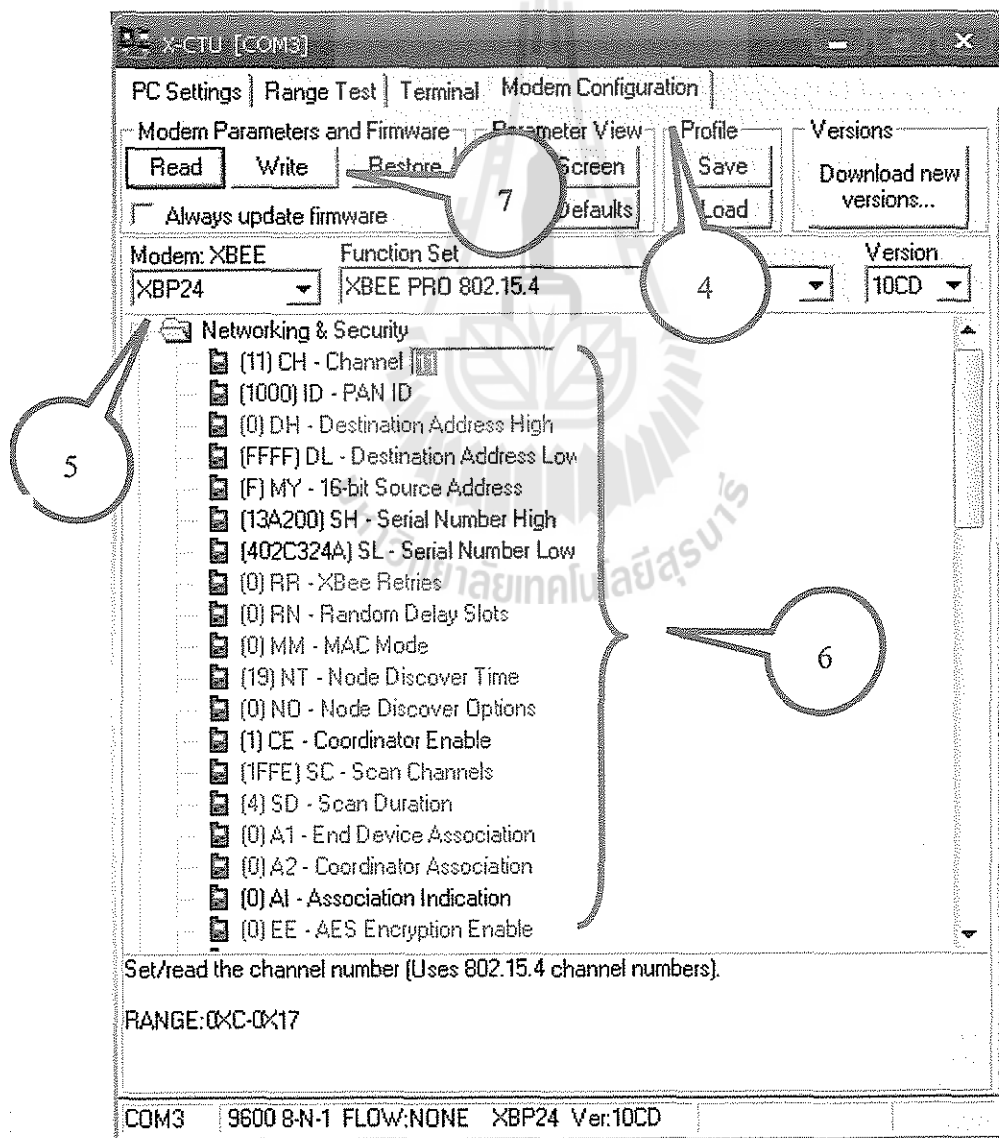 X-CTU [COM3]
PC Settings Range Test Terminal Modem Configuration
Modem Parameters and Firmware Parameter View Profile Versions
Read Write Restore Screen Save Download new versions...
Always update firmware Defaults Load
7
4
Modem: XBEE Function Set Version
XBP24 XBEE PRO 802.15.4 10CD
5
Networking & Security
(11) CH - Channel 11
(1000) ID - PAN ID
(0) DH - Destination Address High
(FFFF) DL - Destination Address Low
(F) MY - 16-bit Source Address
(13A200) SH - Serial Number High
(402C324A) SL - Serial Number Low
(0) RR - XBee Retries
(0) RN - Random Delay Slots
(0) MM - MAC Mode
(19) NT - Node Discover Time
(0) NO - Node Discover Options
(1) CE - Coordinator Enable
(1FFE) SC - Scan Channels
(4) SD - Scan Duration
(0) A1 - End Device Association
(0) A2 - Coordinator Association
(0) AI - Association Indication
(0) EE - AES Encryption Enable
6
Set/read the channel number (Uses 802.15.4 channel numbers).
RANGE:0XC-0X17
COM3 9600 8-N-1 FLOW:NONE XBP24 Ver:10CD